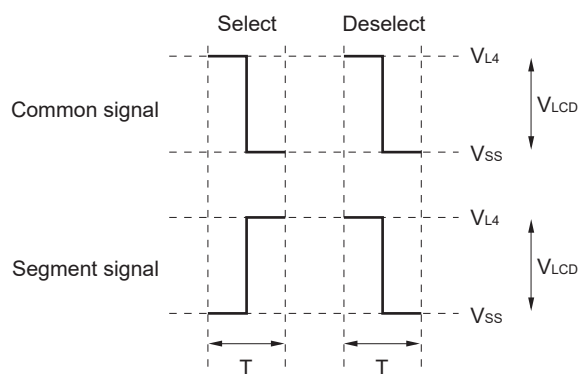 Select Deselect
VL4
Common signal
VLCD
VSS
VL4
Segment signal
VLCD
VSS
T T